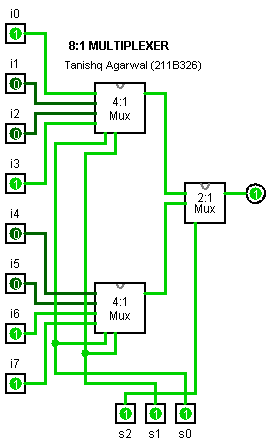 i0
1
8:1 MULTIPLEXER
i1
0
Tanishq Agarwal (211B326)
i2
0
4:1
Mux
i3
1
2:1
Mux
1
i4
0
i5
0
4:1
Mux
i6
1
i7
1
1
1
1
s2
s1
s0